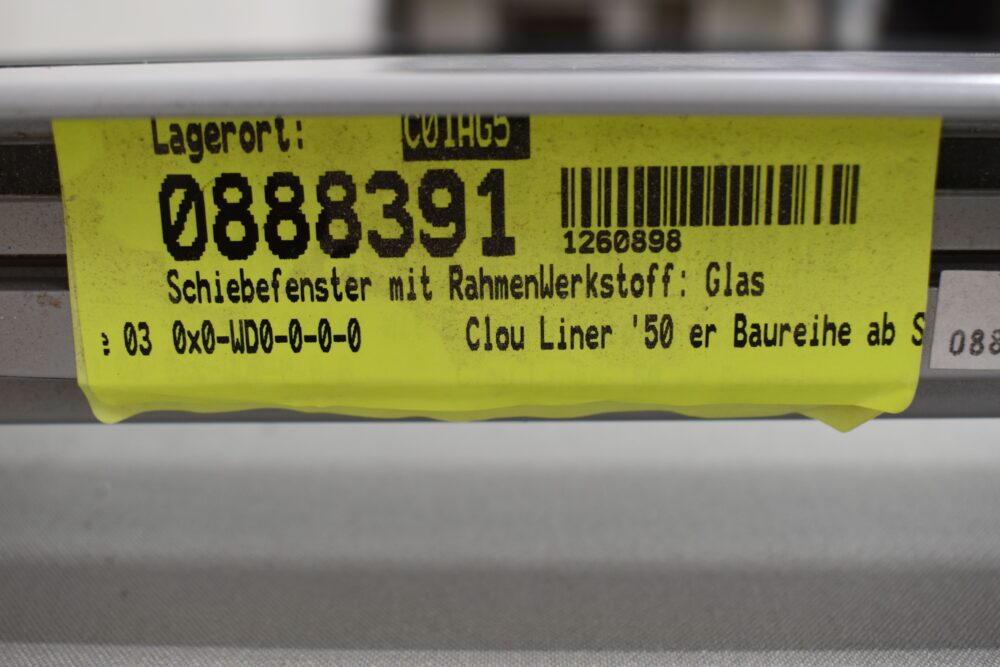 Lagerort: C01AG5
0888391
1260898
Schiebefenster mit RahmenWerkstoff: Glas
03 0x0-WD0-0-0-0 Clou Liner '50 er Baureihe ab S
088